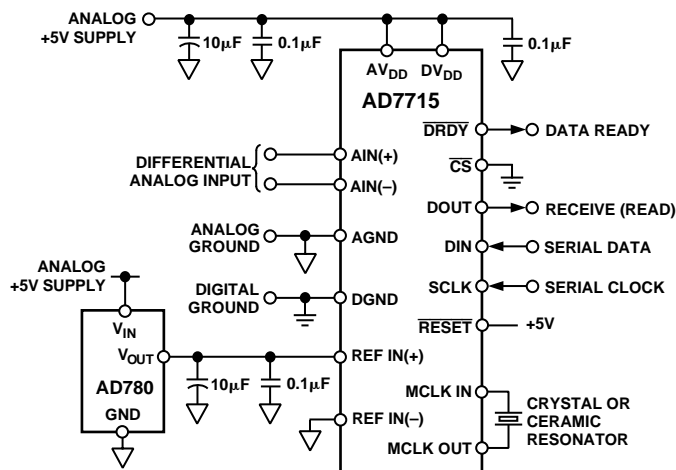 ANALOG
+5V SUPPLY
10µF
0.1µF
0.1µF
AVDD
DVDD
AD7715
DRDY
DATA READY
DIFFERENTIAL
ANALOG INPUT
AIN(+)
AIN(–)
CS
DOUT
RECEIVE (READ)
ANALOG
GROUND
AGND
DIN
SERIAL DATA
ANALOG
+5V SUPPLY
DIGITAL
GROUND
DGND
SCLK
SERIAL CLOCK
RESET
+5V
VIN
VOUT
AD780
GND
10µF
0.1µF
REF IN(+)
REF IN(–)
MCLK IN
MCLK OUT
CRYSTAL OR
CERAMIC
RESONATOR